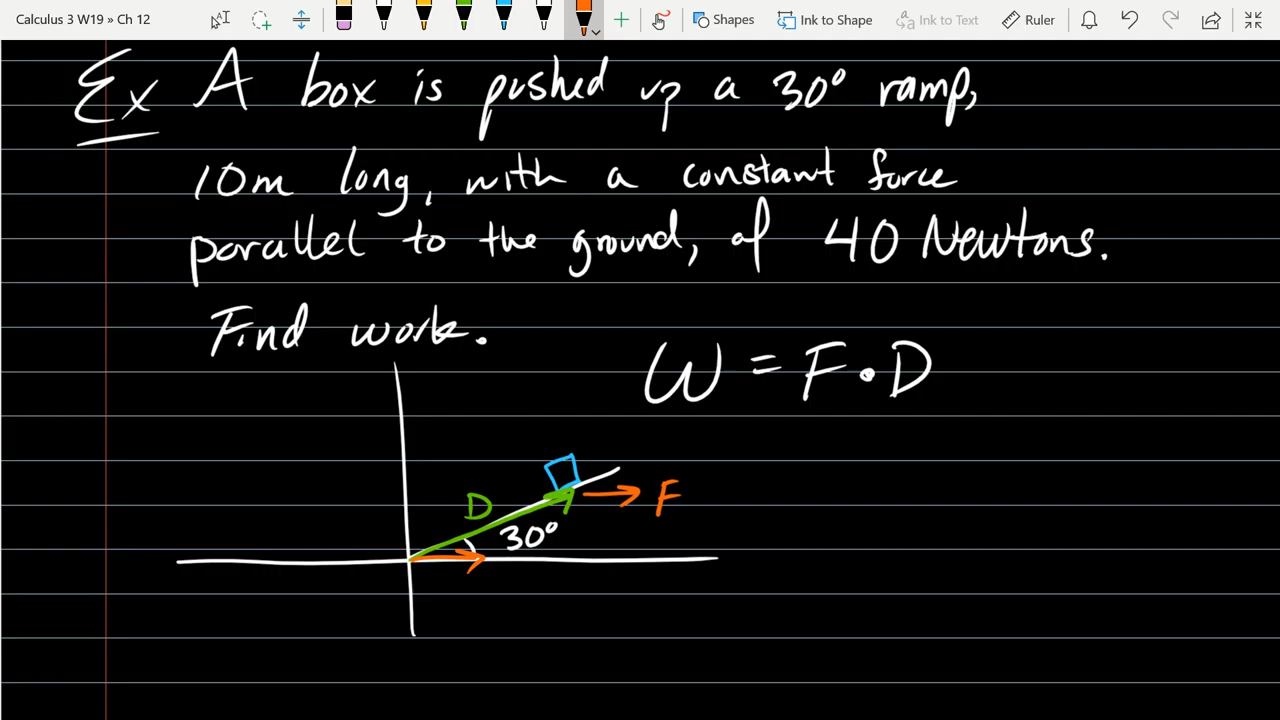 Calculus 3 W19 » Ch 12
Shapes
Ink to Shape
Ink to Text
Ruler
Ex A box is pushed up a 30° ramp,
10m long, with a constant force
parallel to the ground, of 40 Newtons.
Find work.
W = F • D
D
30°
F